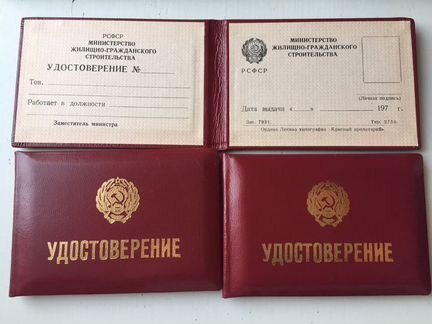 РСФСР
МИНИСТЕРСТВО
ЖИЛИЩНО-ГРАЖДАНСКОГО
СТРОИТЕЛЬСТВА
УДОСТОВЕРЕНИЕ №
Тов.
Работает в должности
Заместитель министра
МИНИСТЕРСТВО
ЖИЛИЩНО-ГРАЖДАНСКОГО
СТРОИТЕЛЬСТВА
РСФСР
(Личная подпись)
Дата выдачи « » 197 г.
Зак. 7931. Тир. 2750.
Ордена Ленина типография «Красный пролетарий».
УДОСТОВЕРЕНИЕ
УДОСТОВЕРЕНИЕ